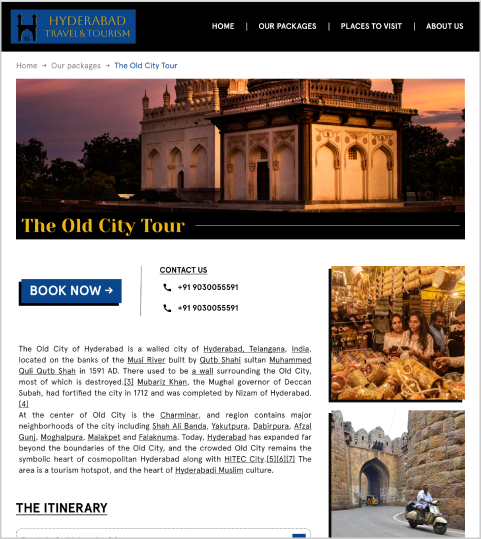 HYDERABAD
TRAVEL & TOURISM
HOME | OUR PACKAGES | PLACES TO VISIT | ABOUT US
Home → Our packages → The Old City Tour
The Old City Tour
BOOK NOW →
CONTACT US
+91 9030055591
+91 9030055591
The Old City of Hyderabad is a walled city of Hyderabad, Telangana, India,
located on the banks of the Musi River built by Qutb Shahi sultan Muhammed
Quli Qutb Shah in 1591 AD. There used to be a wall surrounding the Old City,
most of which is destroyed.[3] Mubariz Khan, the Mughal governor of Deccan
Subah, had fortified the city in 1712 and was completed by Nizam of Hyderabad.
[4]
At the center of Old City is the Charminar, and region contains major
neighborhoods of the city including Shah Ali Banda, Yakutpura, Dabirpura, Afzal
Gunj, Moghalpura, Malakpet and Falaknuma. Today, Hyderabad has expanded far
beyond the boundaries of the Old City, and the crowded Old City remains the
symbolic heart of cosmopolitan Hyderabad along with HITEC City.[5][6][7] The
area is a tourism hotspot, and the heart of Hyderabadi Muslim culture.
THE ITINERARY